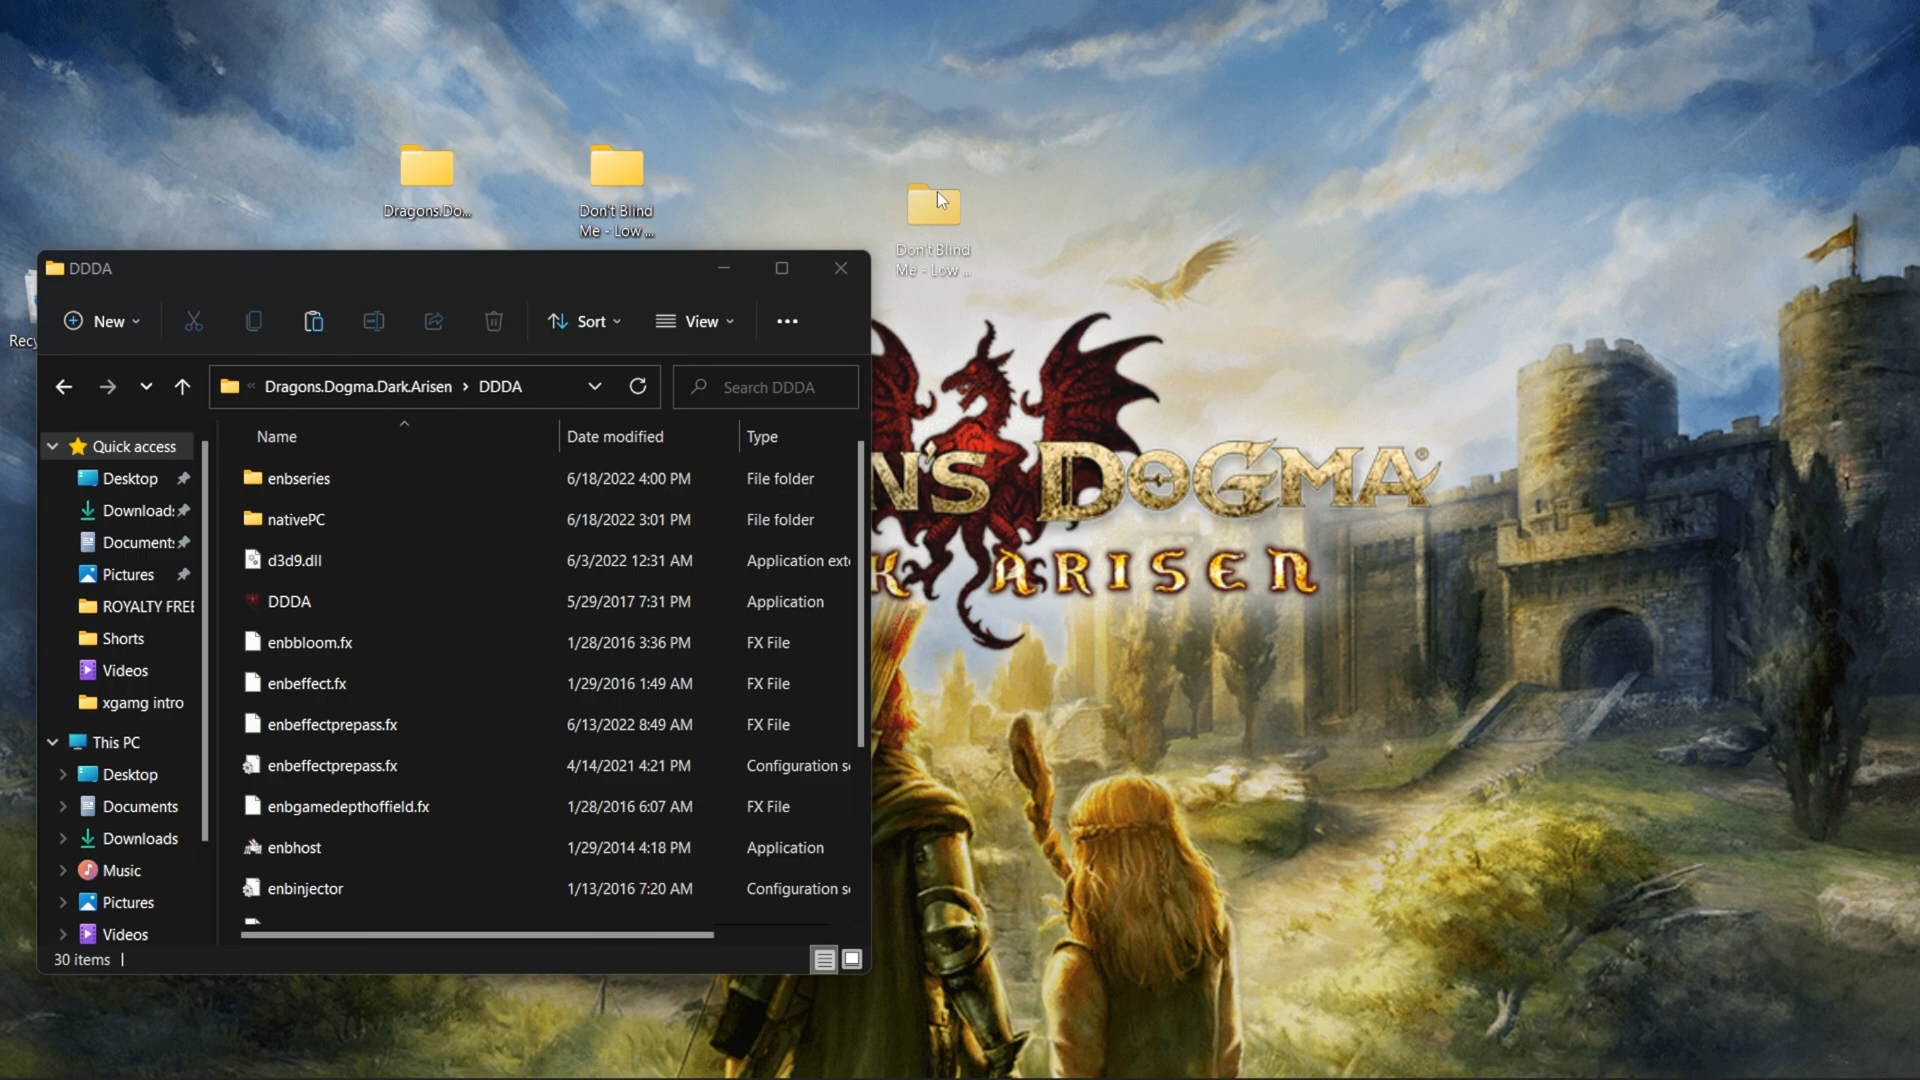 Dragons.Do...
Don't Blind
Me - Low ...
Don't Blind
Me - Low ...
Recy
DDDA
New
Sort
View
Dragons.Dogma.Dark.Arisen > DDDA
Search DDDA
Name Date modified Type
enbseries 6/18/2022 4:00 PM File folder
nativePC 6/18/2022 3:01 PM File folder
d3d9.dll 6/3/2022 12:31 AM Application exte
DDDA 5/29/2017 7:31 PM Application
enbbloom.fx 1/28/2016 3:36 PM FX File
enbeffect.fx 1/29/2016 1:49 AM FX File
enbeffectprepass.fx 6/13/2022 8:49 AM FX File
enbeffectprepass.fx 4/14/2021 4:21 PM Configuration se
enbgamedepthoffield.fx 1/28/2016 6:07 AM FX File
enbhost 1/29/2014 4:18 PM Application
enbinjector 1/13/2016 7:20 AM Configuration se
Quick access
Desktop
Downloads
Documents
Pictures
ROYALTY FREE
Shorts
Videos
xgamg intro
This PC
Desktop
Documents
Downloads
Music
Pictures
Videos
30 items
N'S DOGMA®
K ARISEN